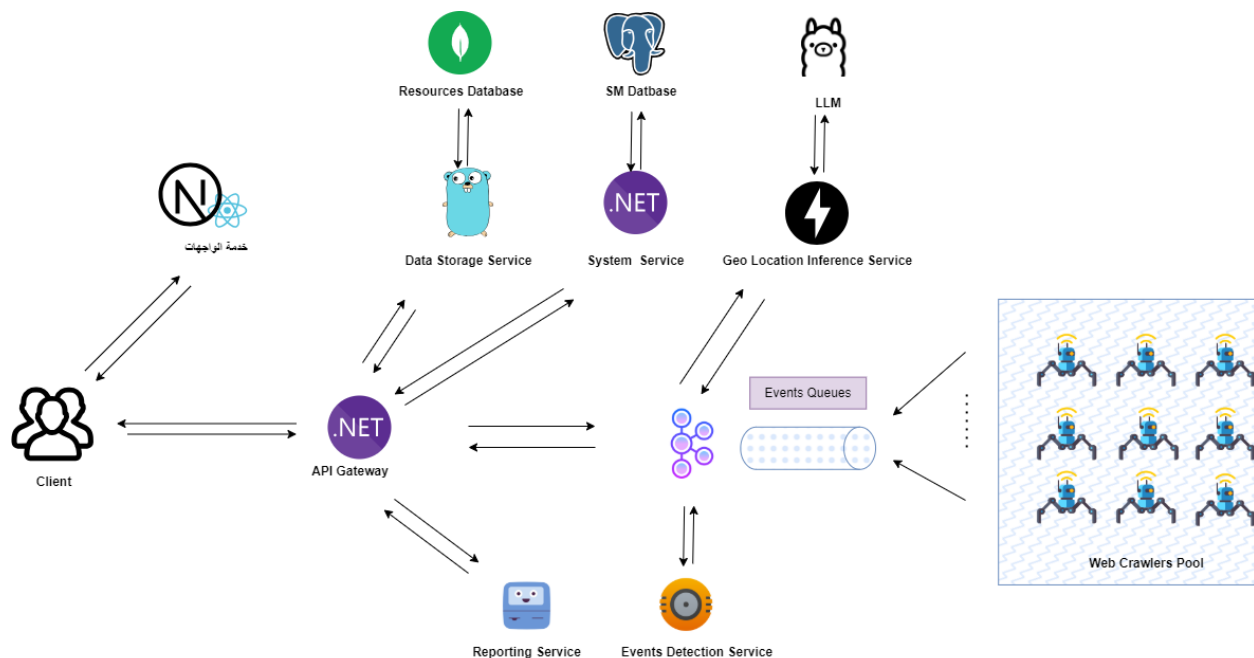 Resources Database
SM Datbase
LLM
N
.NET
خدمة الواجهات
Data Storage Service
System Service
Geo Location Inference Service
Events Queues
.NET
Client
API Gateway
Web Crawlers Pool
Reporting Service
Events Detection Service